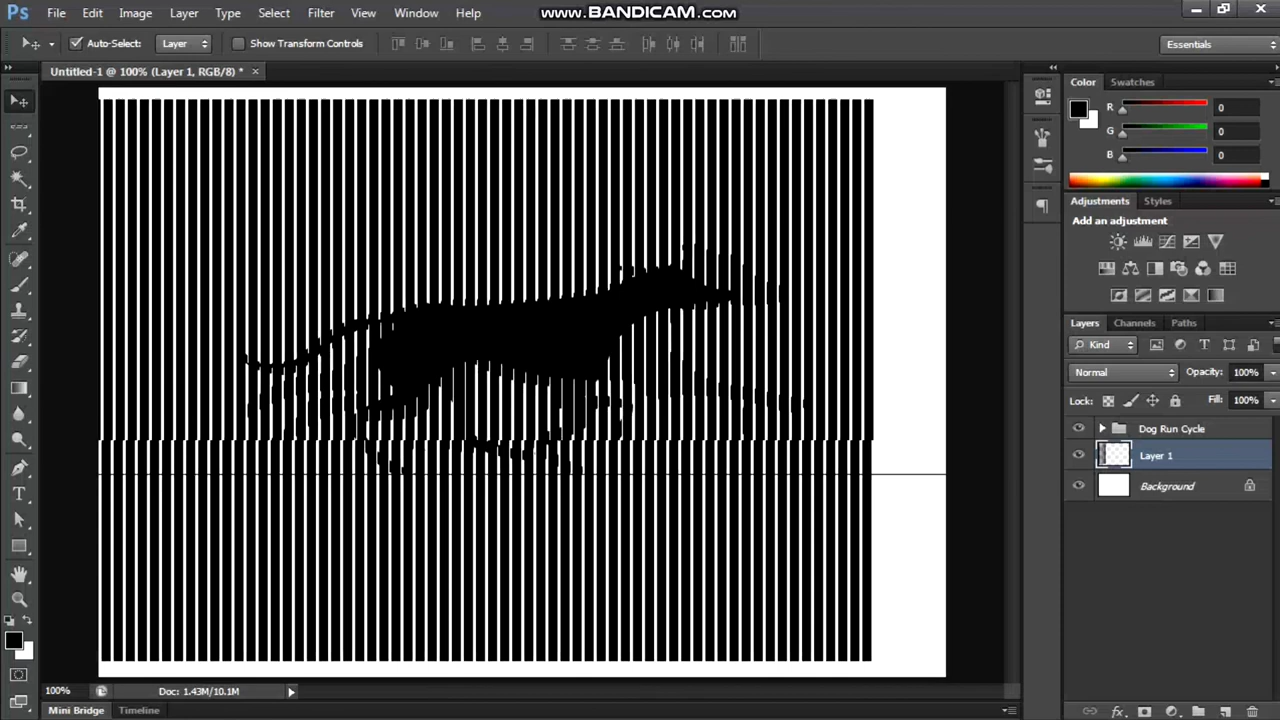 www.BANDICAM.com
Ps File Edit Image Layer Type Select Filter View Window Help
Auto-Select: Layer Show Transform Controls Essentials
Untitled-1 @ 100% (Layer 1, RGB/8) *
Color Swatches
R 0
G 0
B 0
Adjustments Styles
Add an adjustment
Layers Channels Paths
Kind
Normal Opacity: 100%
Lock: Fill: 100%
Dog Run Cycle
Layer 1
Background
fx
100% Doc: 1.43M/10.1M
Mini Bridge Timeline